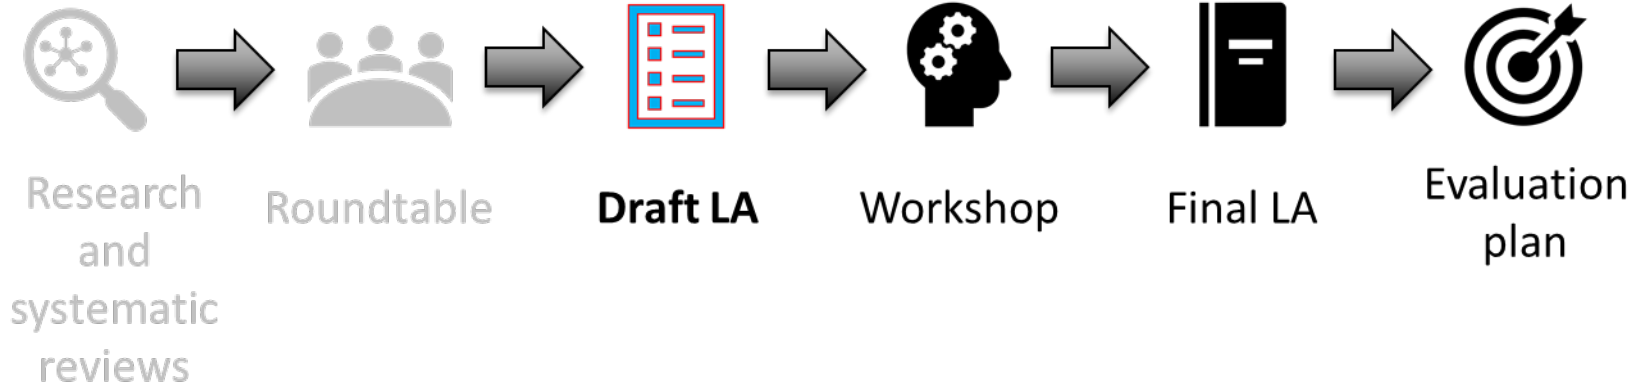 Research
and
systematic
reviews
Roundtable
Draft LA
Workshop
Final LA
Evaluation
plan